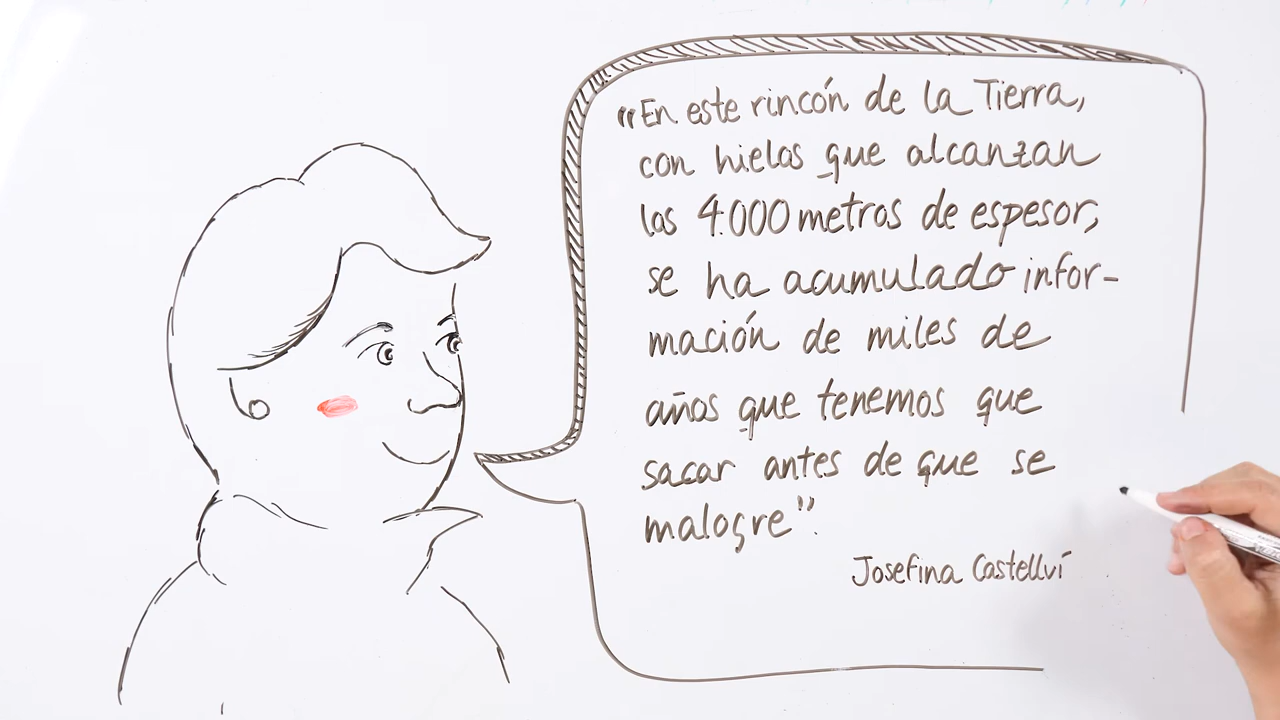 "En este rincón de la Tierra,
con hielos que alcanzan
los 4.000 metros de espesor,
se ha acumulado infor-
mación de miles de
años que tenemos que
sacar antes de que se
malogre".
Josefina Castellví